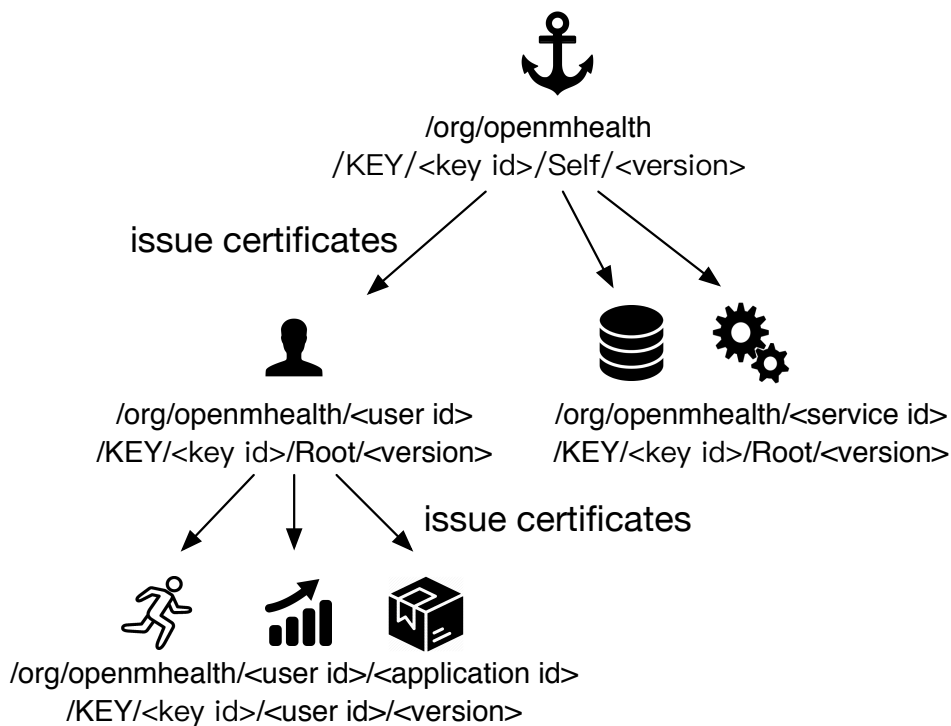 /org/openmhealth
/KEY/<key id>/Self/<version>
issue certificates
/org/openmhealth/<user id>
/KEY/<key id>/Root/<version>
/org/openmhealth/<service id>
/KEY/<key id>/Root/<version>
issue certificates
/org/openmhealth/<user id>/<application id>
/KEY/<key id>/<user id>/<version>